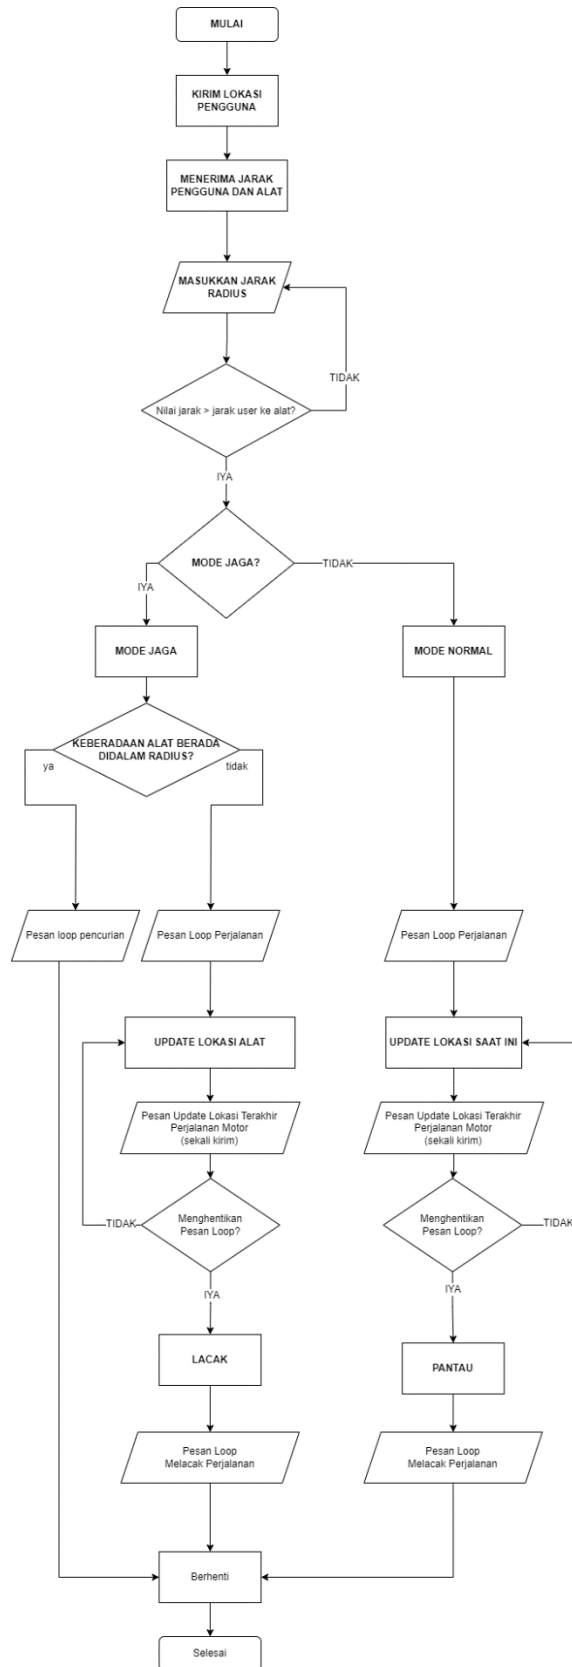 MULAI
KIRIM LOKASI
PENGGUNA
MENERIMA JARAK
PENGGUNA DAN ALAT
MASUKKAN JARAK
RADIUS
TIDAK
Nilai jarak > jarak user ke alat?
IYA
MODE JAGA?
TIDAK
IYA
MODE JAGA
MODE NORMAL
KEBERADAAN ALAT BERADA
DIDALAM RADIUS?
ya
tidak
Pesan loop pencurian
Pesan Loop Perjalanan
Pesan Loop Perjalanan
UPDATE LOKASI ALAT
UPDATE LOKASI SAAT INI
Pesan Update Lokasi Terakhir
Perjalanan Motor
(sekali kirim)
Pesan Update Lokasi Terakhir
Perjalanan Motor
(sekali kirim)
TIDAK
Menghentikan
Pesan Loop?
Menghentikan
Pesan Loop?
TIDAK
IYA
IYA
LACAK
PANTAU
Pesan Loop
Melacak Perjalanan
Pesan Loop
Melacak Perjalanan
Berhenti
Selesai